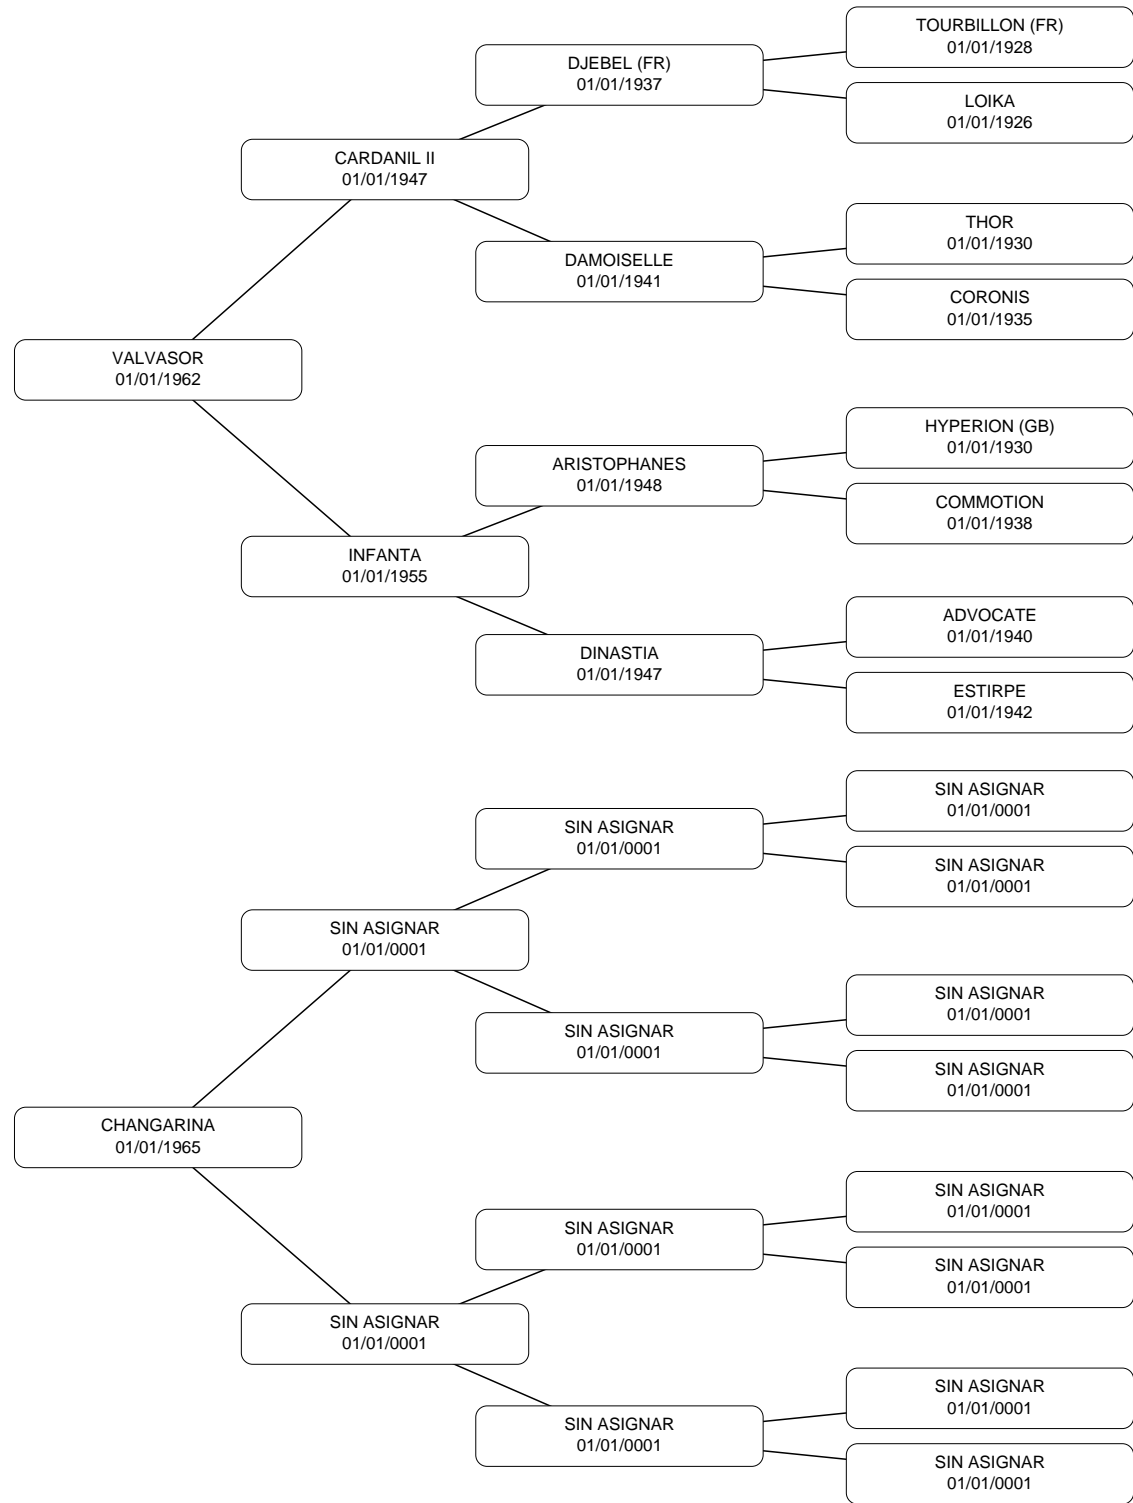 TOURBILLON (FR)
01/01/1928
DJEBEL (FR)
01/01/1937
LOIKA
01/01/1926
CARDANIL II
01/01/1947
THOR
01/01/1930
DAMOISELLE
01/01/1941
CORONIS
01/01/1935
VALVASOR
01/01/1962
HYPERION (GB)
01/01/1930
ARISTOPHANES
01/01/1948
COMMOTION
01/01/1938
INFANTA
01/01/1955
ADVOCATE
01/01/1940
DINASTIA
01/01/1947
ESTIRPE
01/01/1942
SIN ASIGNAR
01/01/0001
SIN ASIGNAR
01/01/0001
SIN ASIGNAR
01/01/0001
SIN ASIGNAR
01/01/0001
SIN ASIGNAR
01/01/0001
SIN ASIGNAR
01/01/0001
SIN ASIGNAR
01/01/0001
CHANGARINA
01/01/1965
SIN ASIGNAR
01/01/0001
SIN ASIGNAR
01/01/0001
SIN ASIGNAR
01/01/0001
SIN ASIGNAR
01/01/0001
SIN ASIGNAR
01/01/0001
SIN ASIGNAR
01/01/0001
SIN ASIGNAR
01/01/0001